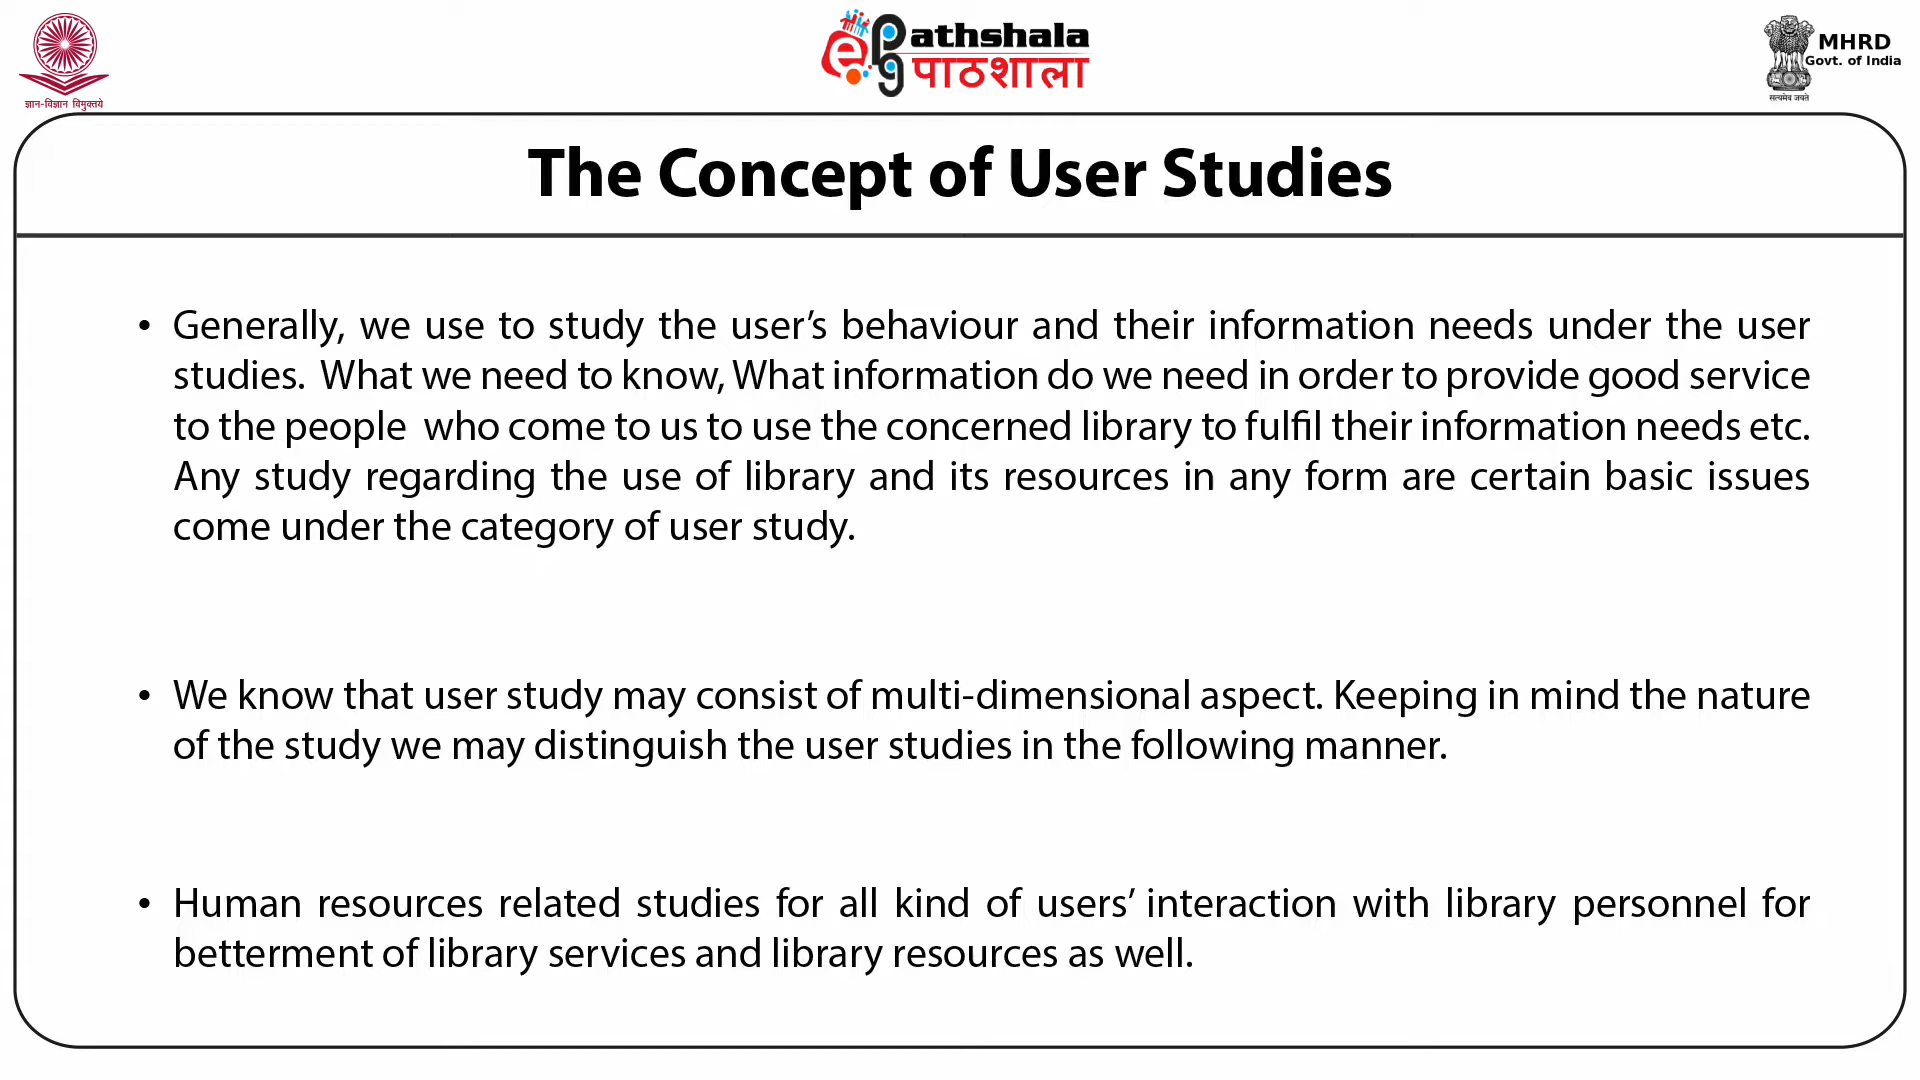 ज्ञान-विज्ञान विमुक्तये
e PG Pathshala
पाठशाला
MHRD
Govt. of India
सत्यमेव जयते
The Concept of User Studies
• Generally, we use to study the user’s behaviour and their information needs under the user
studies. What we need to know, What information do we need in order to provide good service
to the people who come to us to use the concerned library to fulfil their information needs etc.
Any study regarding the use of library and its resources in any form are certain basic issues
come under the category of user study.
• We know that user study may consist of multi-dimensional aspect. Keeping in mind the nature
of the study we may distinguish the user studies in the following manner.
• Human resources related studies for all kind of users’ interaction with library personnel for
betterment of library services and library resources as well.